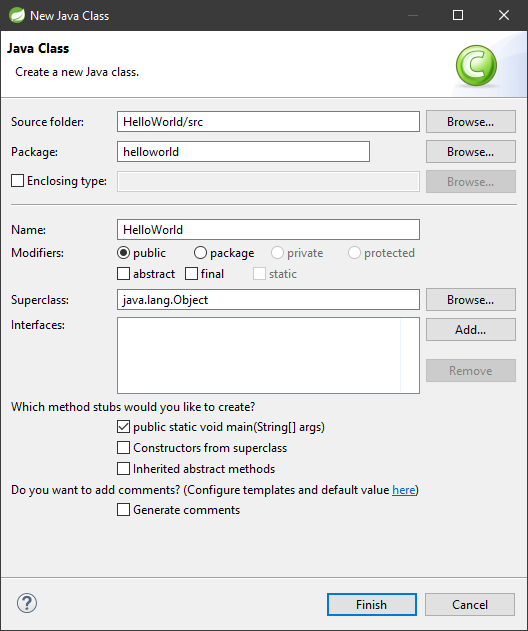 New Java Class
Java Class
Create a new Java class.
C
Source folder: HelloWorld/src Browse...
Package: helloworld Browse...
Enclosing type: Browse...
Name: HelloWorld
Modifiers: public package private protected
abstract final static
Superclass: java.lang.Object Browse...
Interfaces: Add...
Remove
Which method stubs would you like to create?
public static void main(String[] args)
Constructors from superclass
Inherited abstract methods
Do you want to add comments? (Configure templates and default value here)
Generate comments
? Finish Cancel